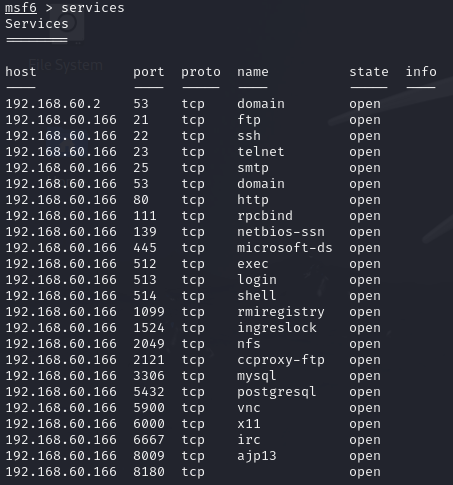 msf6 > services
Services
========
File System
host port proto name state info
---- ---- ----- ---- ----- ----
192.168.60.2 53 tcp domain open
192.168.60.166 21 tcp ftp open
192.168.60.166 22 tcp ssh open
192.168.60.166 23 tcp telnet open
192.168.60.166 25 tcp smtp open
192.168.60.166 53 tcp domain open
192.168.60.166 80 tcp http open
192.168.60.166 111 tcp rpcbind open
192.168.60.166 139 tcp netbios-ssn open
192.168.60.166 445 tcp microsoft-ds open
192.168.60.166 512 tcp exec open
192.168.60.166 513 tcp login open
192.168.60.166 514 tcp shell open
192.168.60.166 1099 tcp rmiregistry open
192.168.60.166 1524 tcp ingreslock open
192.168.60.166 2049 tcp nfs open
192.168.60.166 2121 tcp ccproxy-ftp open
192.168.60.166 3306 tcp mysql open
192.168.60.166 5432 tcp postgresql open
192.168.60.166 5900 tcp vnc open
192.168.60.166 6000 tcp x11 open
192.168.60.166 6667 tcp irc open
192.168.60.166 8009 tcp ajp13 open
192.168.60.166 8180 tcp open